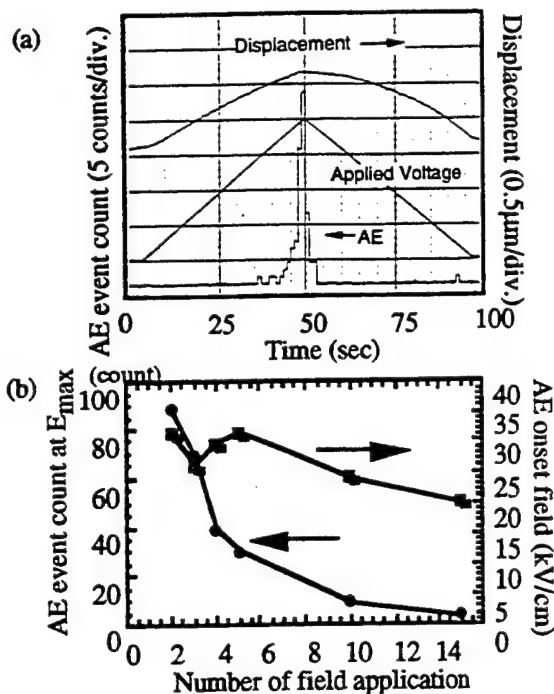 (a)
AE event count (5 counts/div.)
Displacement
Applied Voltage
AE
Displacement (0.5μm/div.)
0 25 50 75 100
Time (sec)
(b)
(count)
AE event count at Emax
100
80
60
40
20
0
40
35
30
25
20
15
10
5
0
AE onset field (kV/cm)
0 2 4 6 8 10 12 14
Number of field application